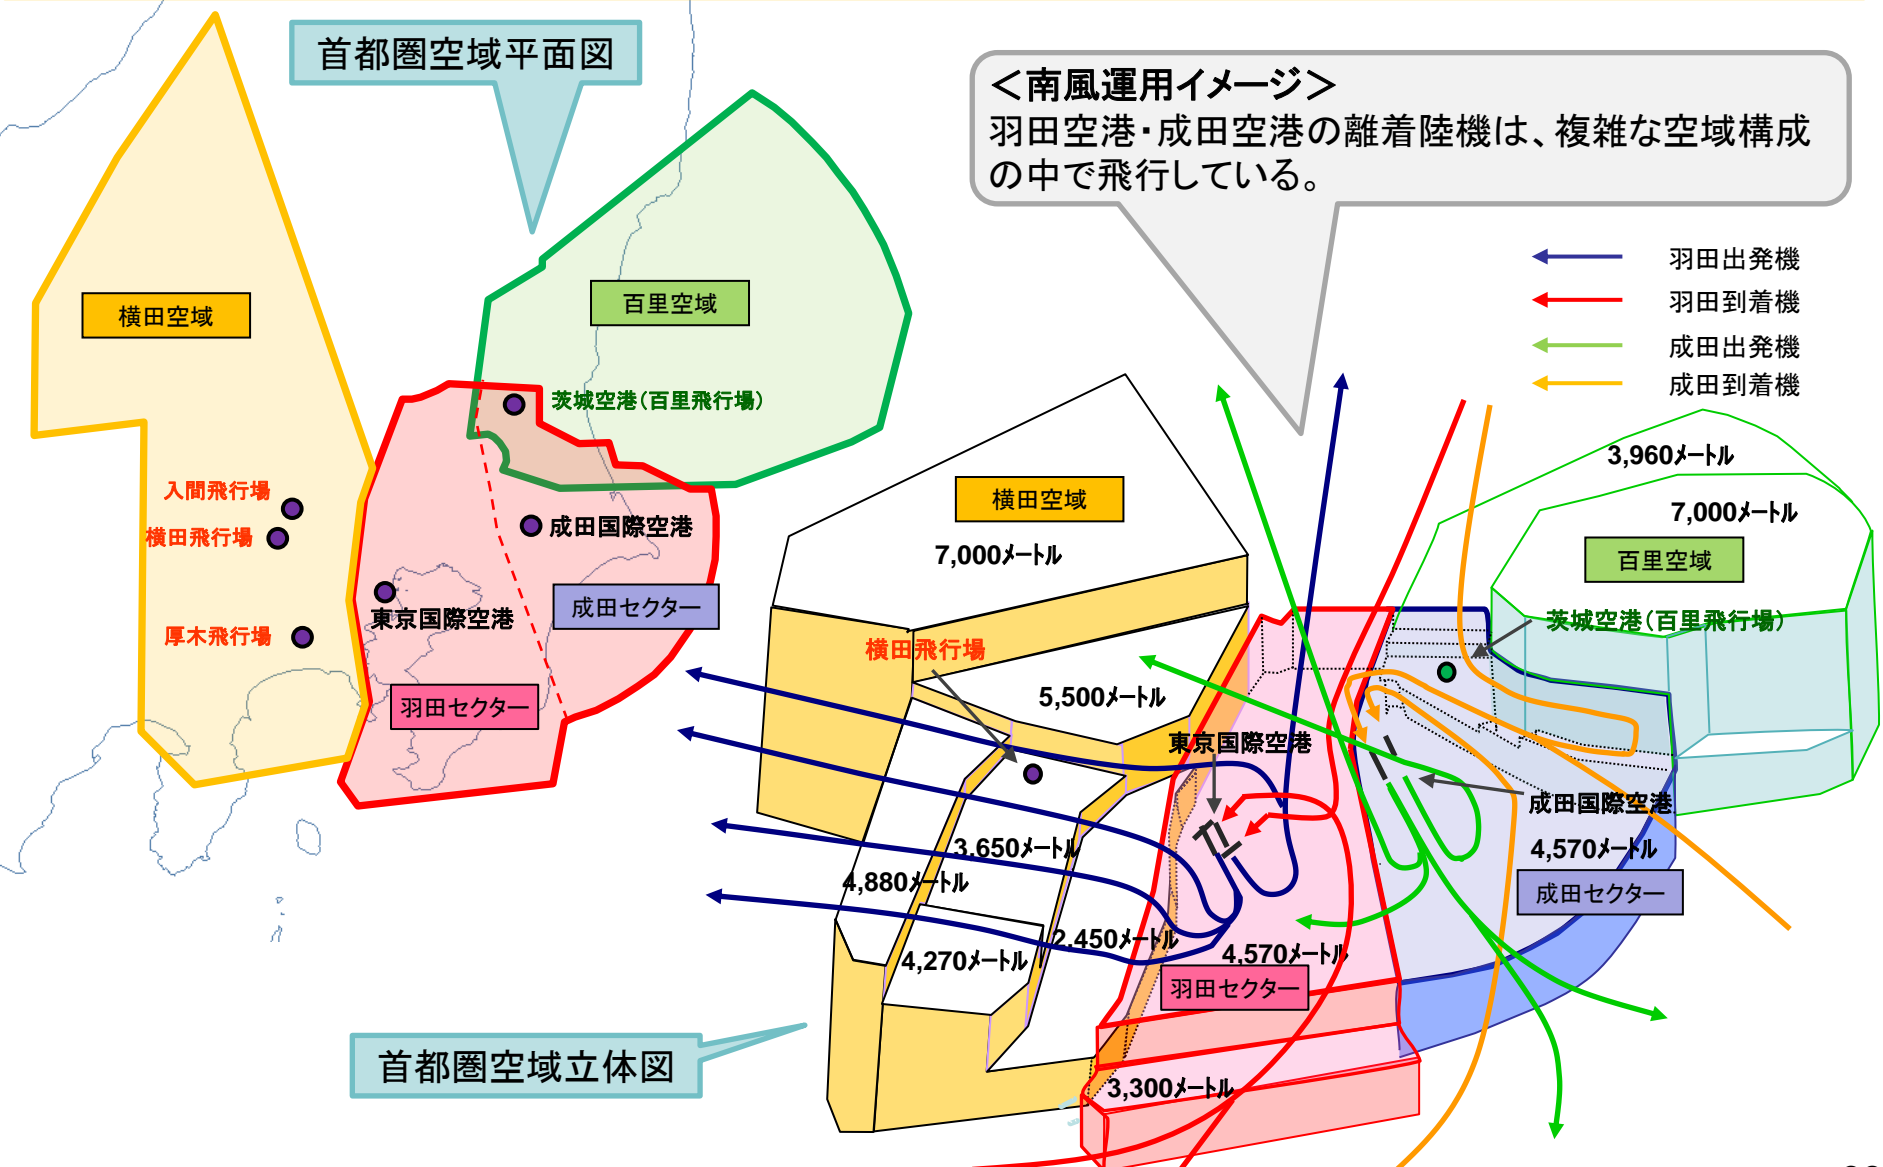 首都圏空域平面図
＜南風運用イメージ＞
羽田空港・成田空港の離着陸機は、複雑な空域構成
の中で飛行している。
羽田出発機
羽田到着機
成田出発機
成田到着機
横田空域
百里空域
茨城空港（百里飛行場）
入間飛行場
横田飛行場
成田国際空港
東京国際空港
厚木飛行場
成田セクター
羽田セクター
首都圏空域立体図
横田空域
7,000メートル
横田飛行場
5,500メートル
東京国際空港
3,650メートル
4,880メートル
4,270メートル
2,450メートル
4,570メートル
羽田セクター
3,300メートル
3,960メートル
7,000メートル
百里空域
茨城空港（百里飛行場）
成田国際空港
4,570メートル
成田セクター